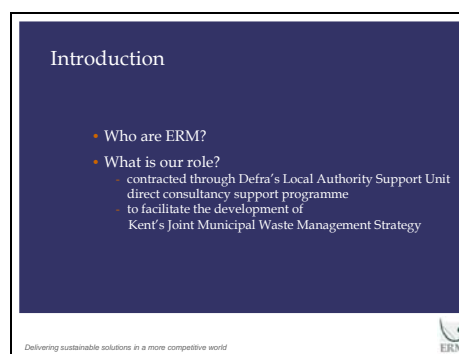 Introduction
• Who are ERM?
• What is our role?
- contracted through Defra's Local Authority Support Unit
direct consultancy support programme
- to facilitate the development of
Kent's Joint Municipal Waste Management Strategy
Delivering sustainable solutions in a more competitive world
ERM